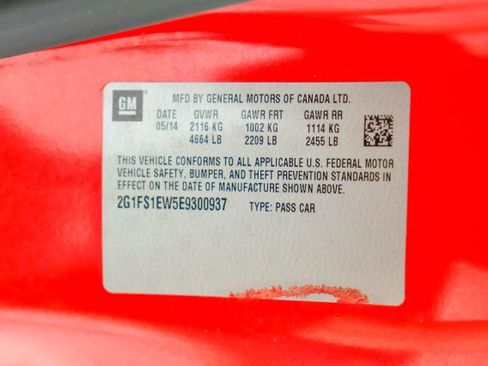 GM
MFD BY GENERAL MOTORS OF CANADA LTD.
DATE GVWR GAWR FRT GAWR RR
05/14 2116 KG 1002 KG 1114 KG
4664 LB 2209 LB 2455 LB
THIS VEHICLE CONFORMS TO ALL APPLICABLE U.S. FEDERAL MOTOR
VEHICLE SAFETY, BUMPER, AND THEFT PREVENTION STANDARDS IN
EFFECT ON THE DATE OF MANUFACTURE SHOWN ABOVE.
2G1FS1EW5E9300937 TYPE: PASS CAR